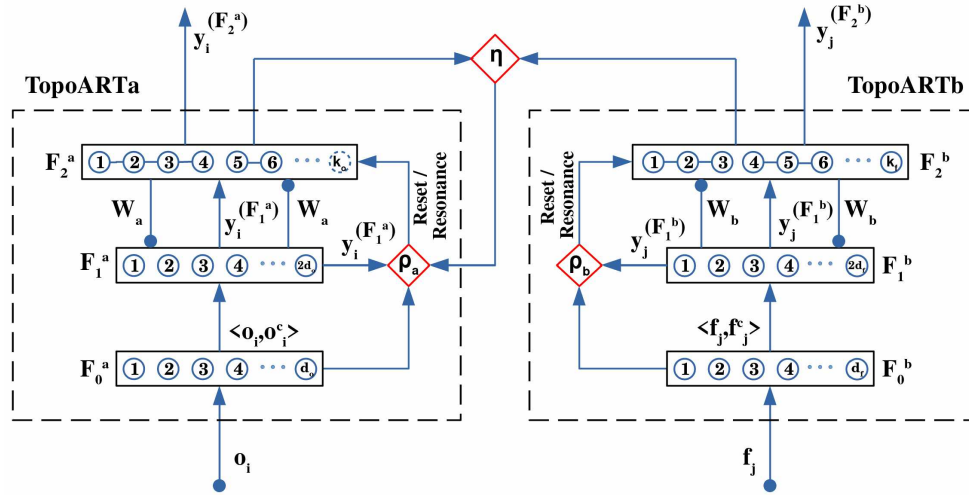 y_i^(F_2^a)
y_j^(F_2^b)
η
TopoARTa
TopoARTb
F_2^a 1 2 3 4 5 6 ···
1 2 3 4 5 6 ··· F_2^b
Reset / Resonance
Reset / Resonance
W_a y_i^(F_1^a) W_a
W_b y_j^(F_1^b) W_b
y_i^(F_1^a)
y_j^(F_1^b)
F_1^a 1 2 3 4 ··· ρ_a
ρ_b 1 2 3 4 ··· 2d_f F_1^b
<o_i,o_i^c>
<f_j,f_j^c>
F_0^a 1 2 3 4 ··· d_o
1 2 3 4 ··· d_f F_0^b
o_i
f_j